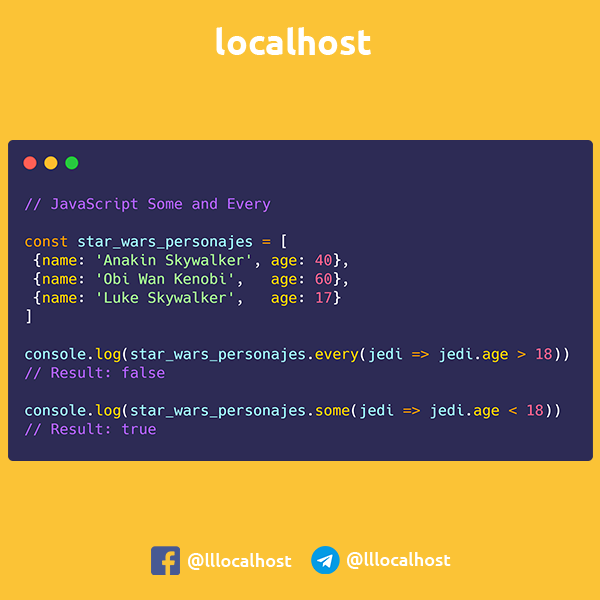 localhost
// JavaScript Some and Every
const star_wars_personajes = [
 {name: 'Anakin Skywalker', age: 40},
 {name: 'Obi Wan Kenobi',   age: 60},
 {name: 'Luke Skywalker',   age: 17}
]
console.log(star_wars_personajes.every(jedi => jedi.age > 18))
// Result: false
console.log(star_wars_personajes.some(jedi => jedi.age < 18))
// Result: true
@lllocalhost @lllocalhost